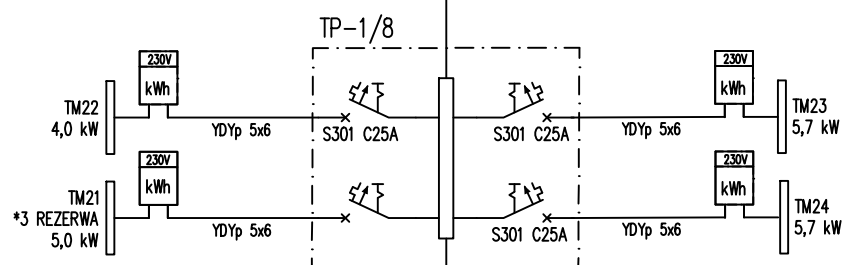 TP-1/8
230V
kWh
TM22
4,0 kW
YDYp 5x6
S301 C25A
230V
kWh
TM21
*3 REZERWA
5,0 kW
YDYp 5x6
S301 C25A
YDYp 5x6
230V
kWh
TM23
5,7 kW
S301 C25A
YDYp 5x6
230V
kWh
TM24
5,7 kW